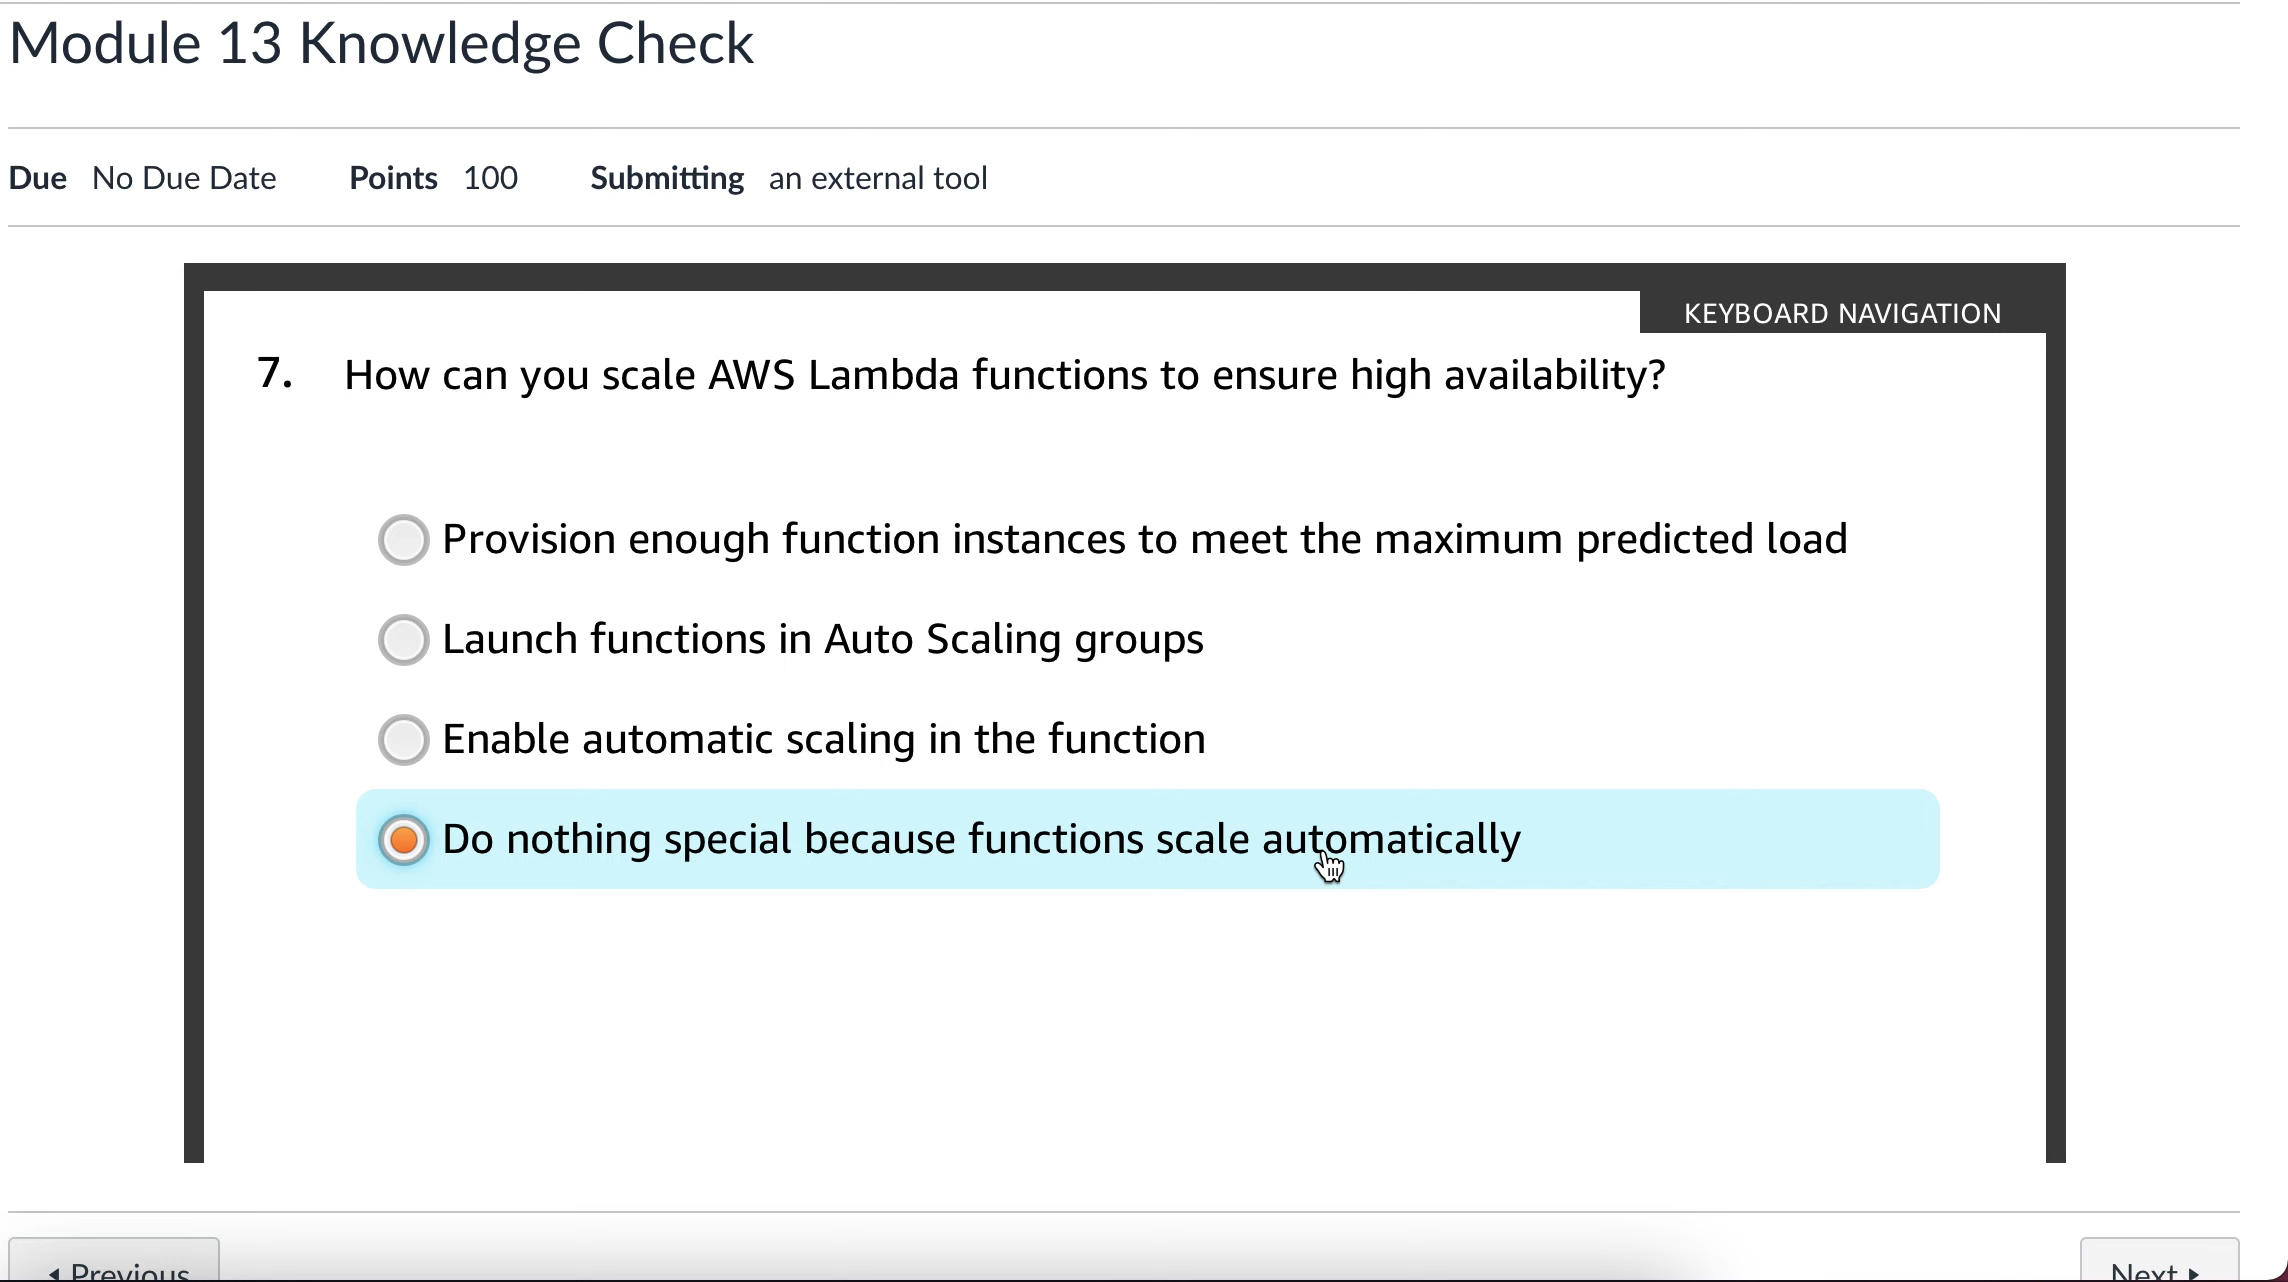 Module 13 Knowledge Check
Due No Due Date Points 100 Submitting an external tool
KEYBOARD NAVIGATION
7. How can you scale AWS Lambda functions to ensure high availability?
Provision enough function instances to meet the maximum predicted load
Launch functions in Auto Scaling groups
Enable automatic scaling in the function
Do nothing special because functions scale automatically
Previous
Next